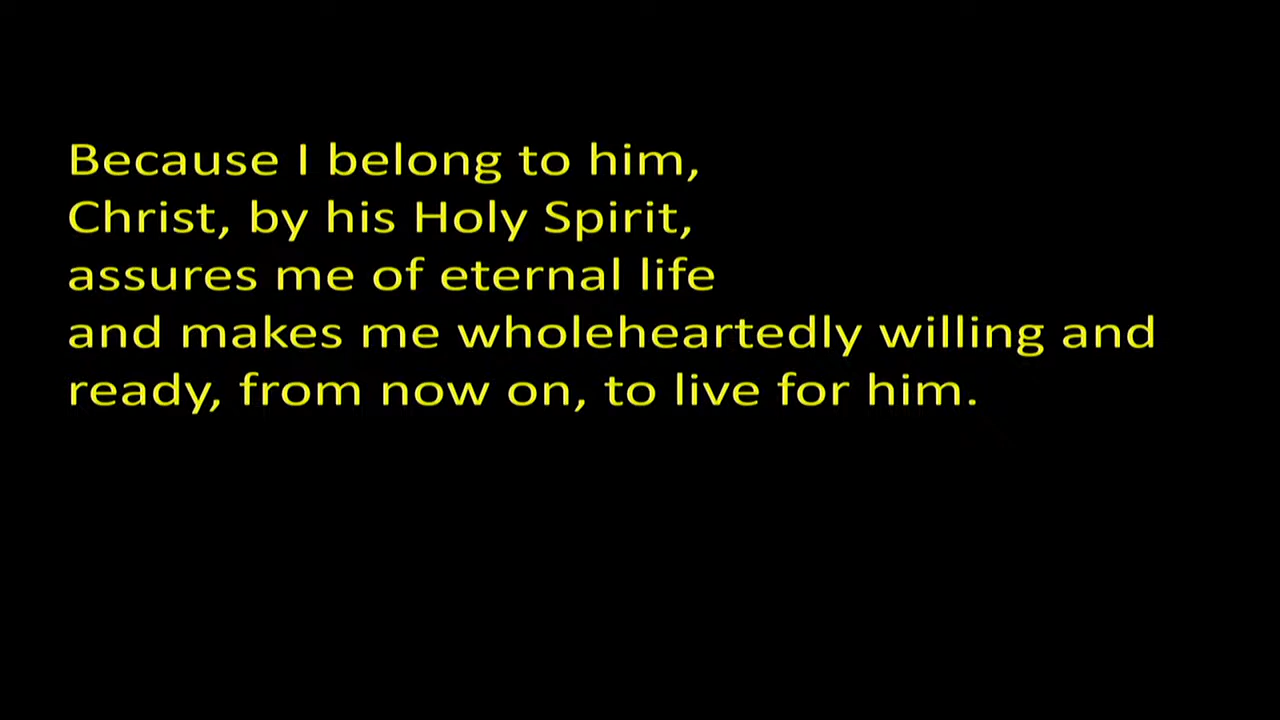 Because I belong to him,
Christ, by his Holy Spirit,
assures me of eternal life
and makes me wholeheartedly willing and
ready, from now on, to live for him.